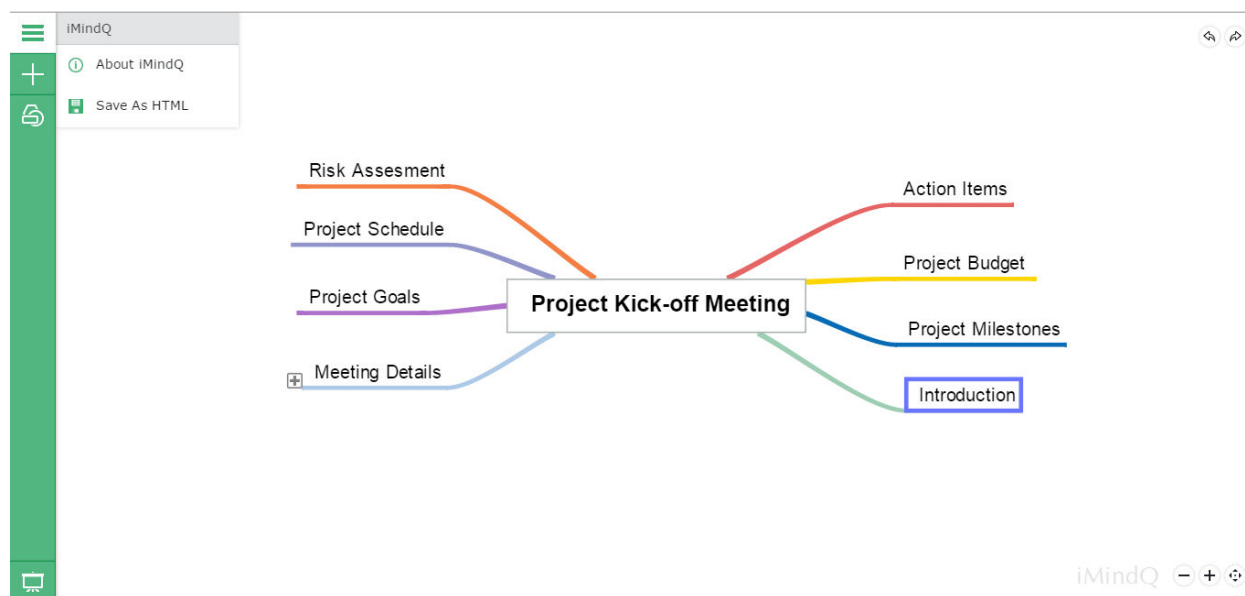 iMindQ
About iMindQ
Save As HTML
Risk Assesment
Project Schedule
Project Goals
Meeting Details
Project Kick-off Meeting
Action Items
Project Budget
Project Milestones
Introduction
iMindQ